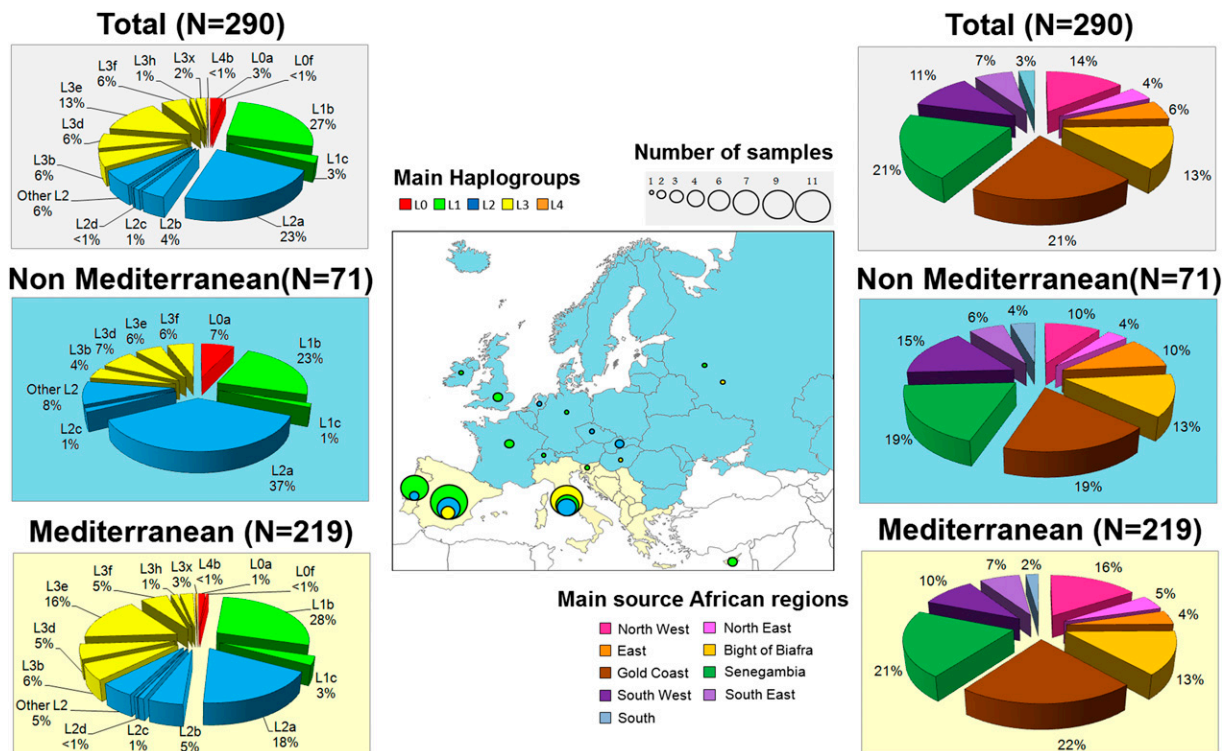 Total (N=290)
L3h
1%
L3x
2%
L4b
<1%
L0a
3%
L0f
<1%
L3f
6%
L3e
13%
L3d
6%
L3b
6%
Other L2
6%
L2d
<1%
L2c
1%
L2b
4%
L2a
23%
L1c
3%
L1b
27%
Non Mediterranean(N=71)
L3b
4%
L3d
7%
L3e
6%
L3f
6%
L0a
7%
L1b
23%
L1c
1%
L2a
37%
L2c
1%
Other L2
8%
Mediterranean (N=219)
L3e
16%
L3f
5%
L3h
1%
L3x
3%
L4b
<1%
L0a
1%
L0f
<1%
L1b
28%
L1c
3%
L2a
18%
L2b
5%
L2c
1%
L2d
<1%
Other L2
5%
L3b
6%
L3d
5%
Main Haplogroups
L0 L1 L2 L3 L4
Number of samples
1 2 3 4 6 7 9 11
Main source African regions
North West North East
East Bight of Biafra
Gold Coast Senegambia
South West South East
South
Total (N=290)
11%
7%
3%
14%
4%
6%
13%
21%
21%
Non Mediterranean(N=71)
15%
6%
4%
10%
4%
10%
13%
19%
19%
Mediterranean (N=219)
10%
7%
2%
16%
5%
4%
13%
22%
21%